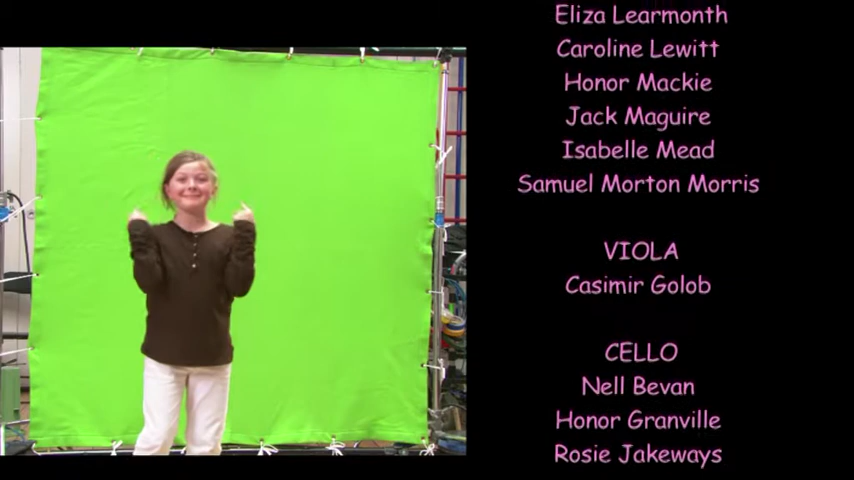 Eliza Learmonth
Caroline Lewitt
Honor Mackie
Jack Maguire
Isabelle Mead
Samuel Morton Morris
VIOLA
Casimir Golob
CELLO
Nell Bevan
Honor Granville
Rosie Jakeways